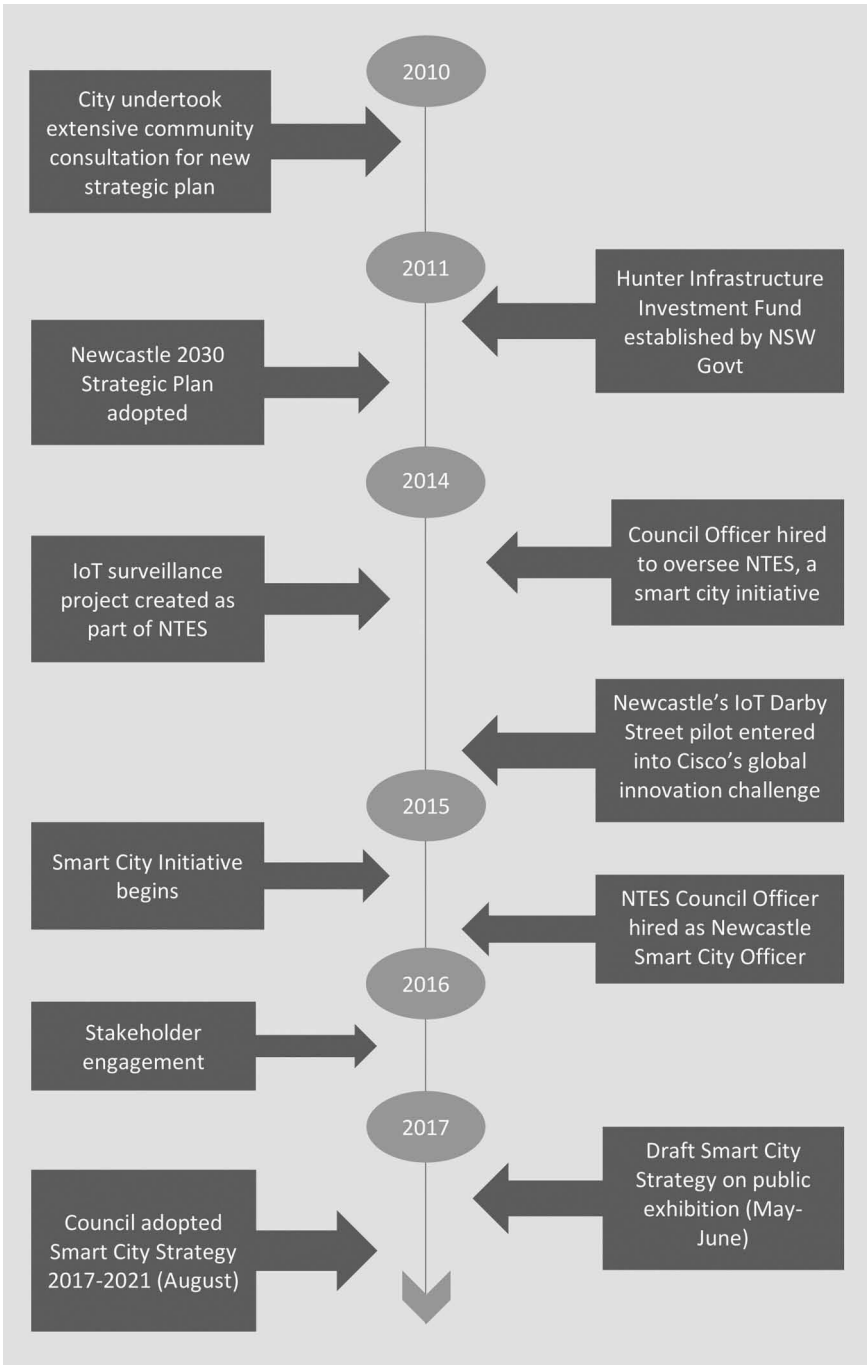 2010
City undertook
extensive community
consultation for new
strategic plan
2011
Hunter Infrastructure
Investment Fund
established by NSW
Govt
Newcastle 2030
Strategic Plan
adopted
2014
Council Officer hired
to oversee NTES, a
smart city initiative
IoT surveillance
project created as
part of NTES
Newcastle’s IoT Darby
Street pilot entered
into Cisco’s global
innovation challenge
2015
Smart City Initiative
begins
NTES Council Officer
hired as Newcastle
Smart City Officer
2016
Stakeholder
engagement
2017
Draft Smart City
Strategy on public
exhibition (May-
June)
Council adopted
Smart City Strategy
2017-2021 (August)